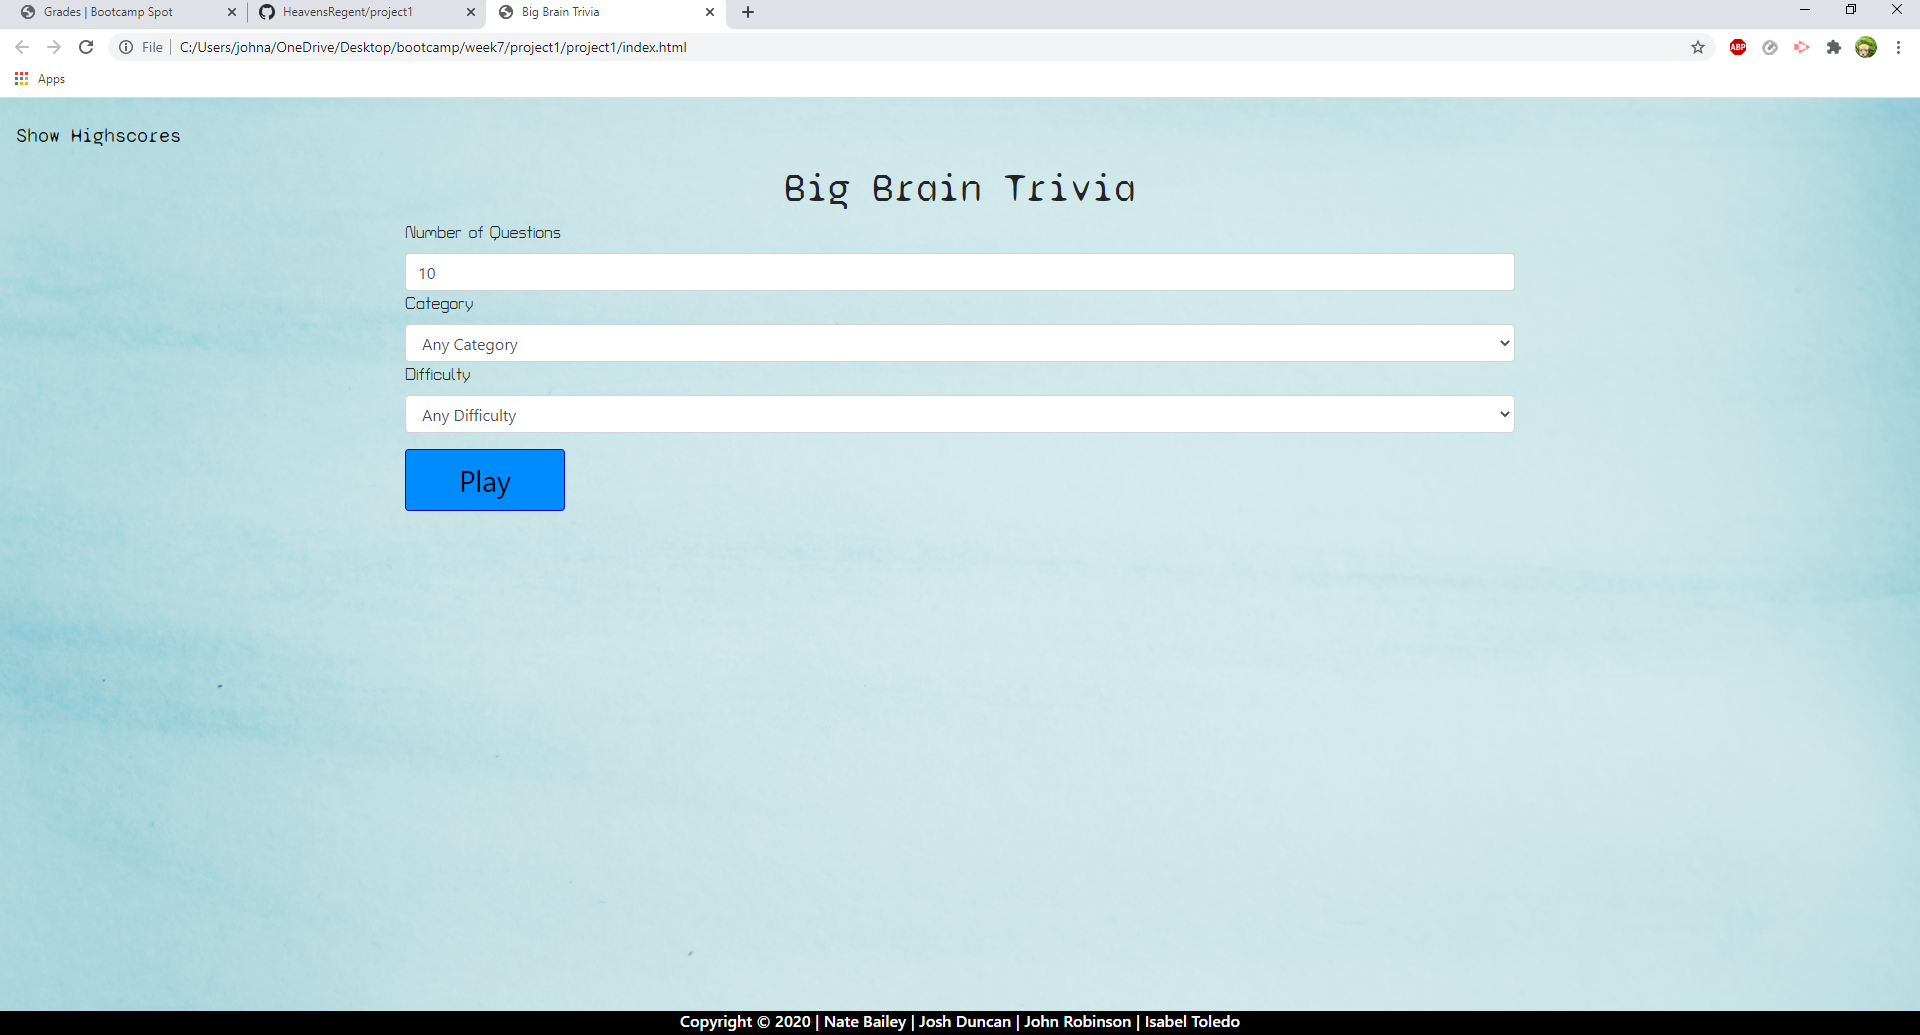 Grades | Bootcamp Spot
HeavensRegent/project1
Big Brain Trivia
File
C:/Users/johna/OneDrive/Desktop/bootcamp/week7/project1/project1/index.html
ABP
Apps
Show Highscores
Big Brain Trivia
Number of Questions
10
Category
Any Category
Difficulty
Any Difficulty
Play
Copyright © 2020 | Nate Bailey | Josh Duncan | John Robinson | Isabel Toledo